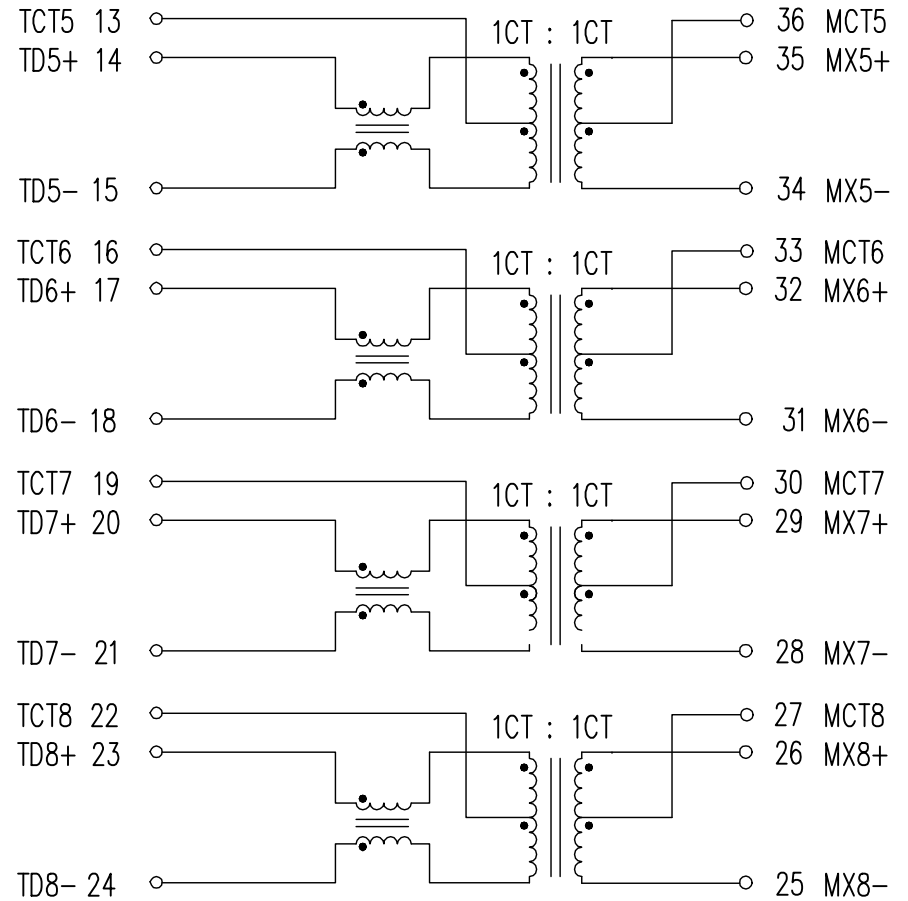 TCT5 13
1CT : 1CT
36 MCT5
TD5+ 14
35 MX5+
TD5- 15
34 MX5-
TCT6 16
1CT : 1CT
33 MCT6
TD6+ 17
32 MX6+
TD6- 18
31 MX6-
TCT7 19
1CT : 1CT
30 MCT7
TD7+ 20
29 MX7+
TD7- 21
28 MX7-
TCT8 22
1CT : 1CT
27 MCT8
TD8+ 23
26 MX8+
TD8- 24
25 MX8-